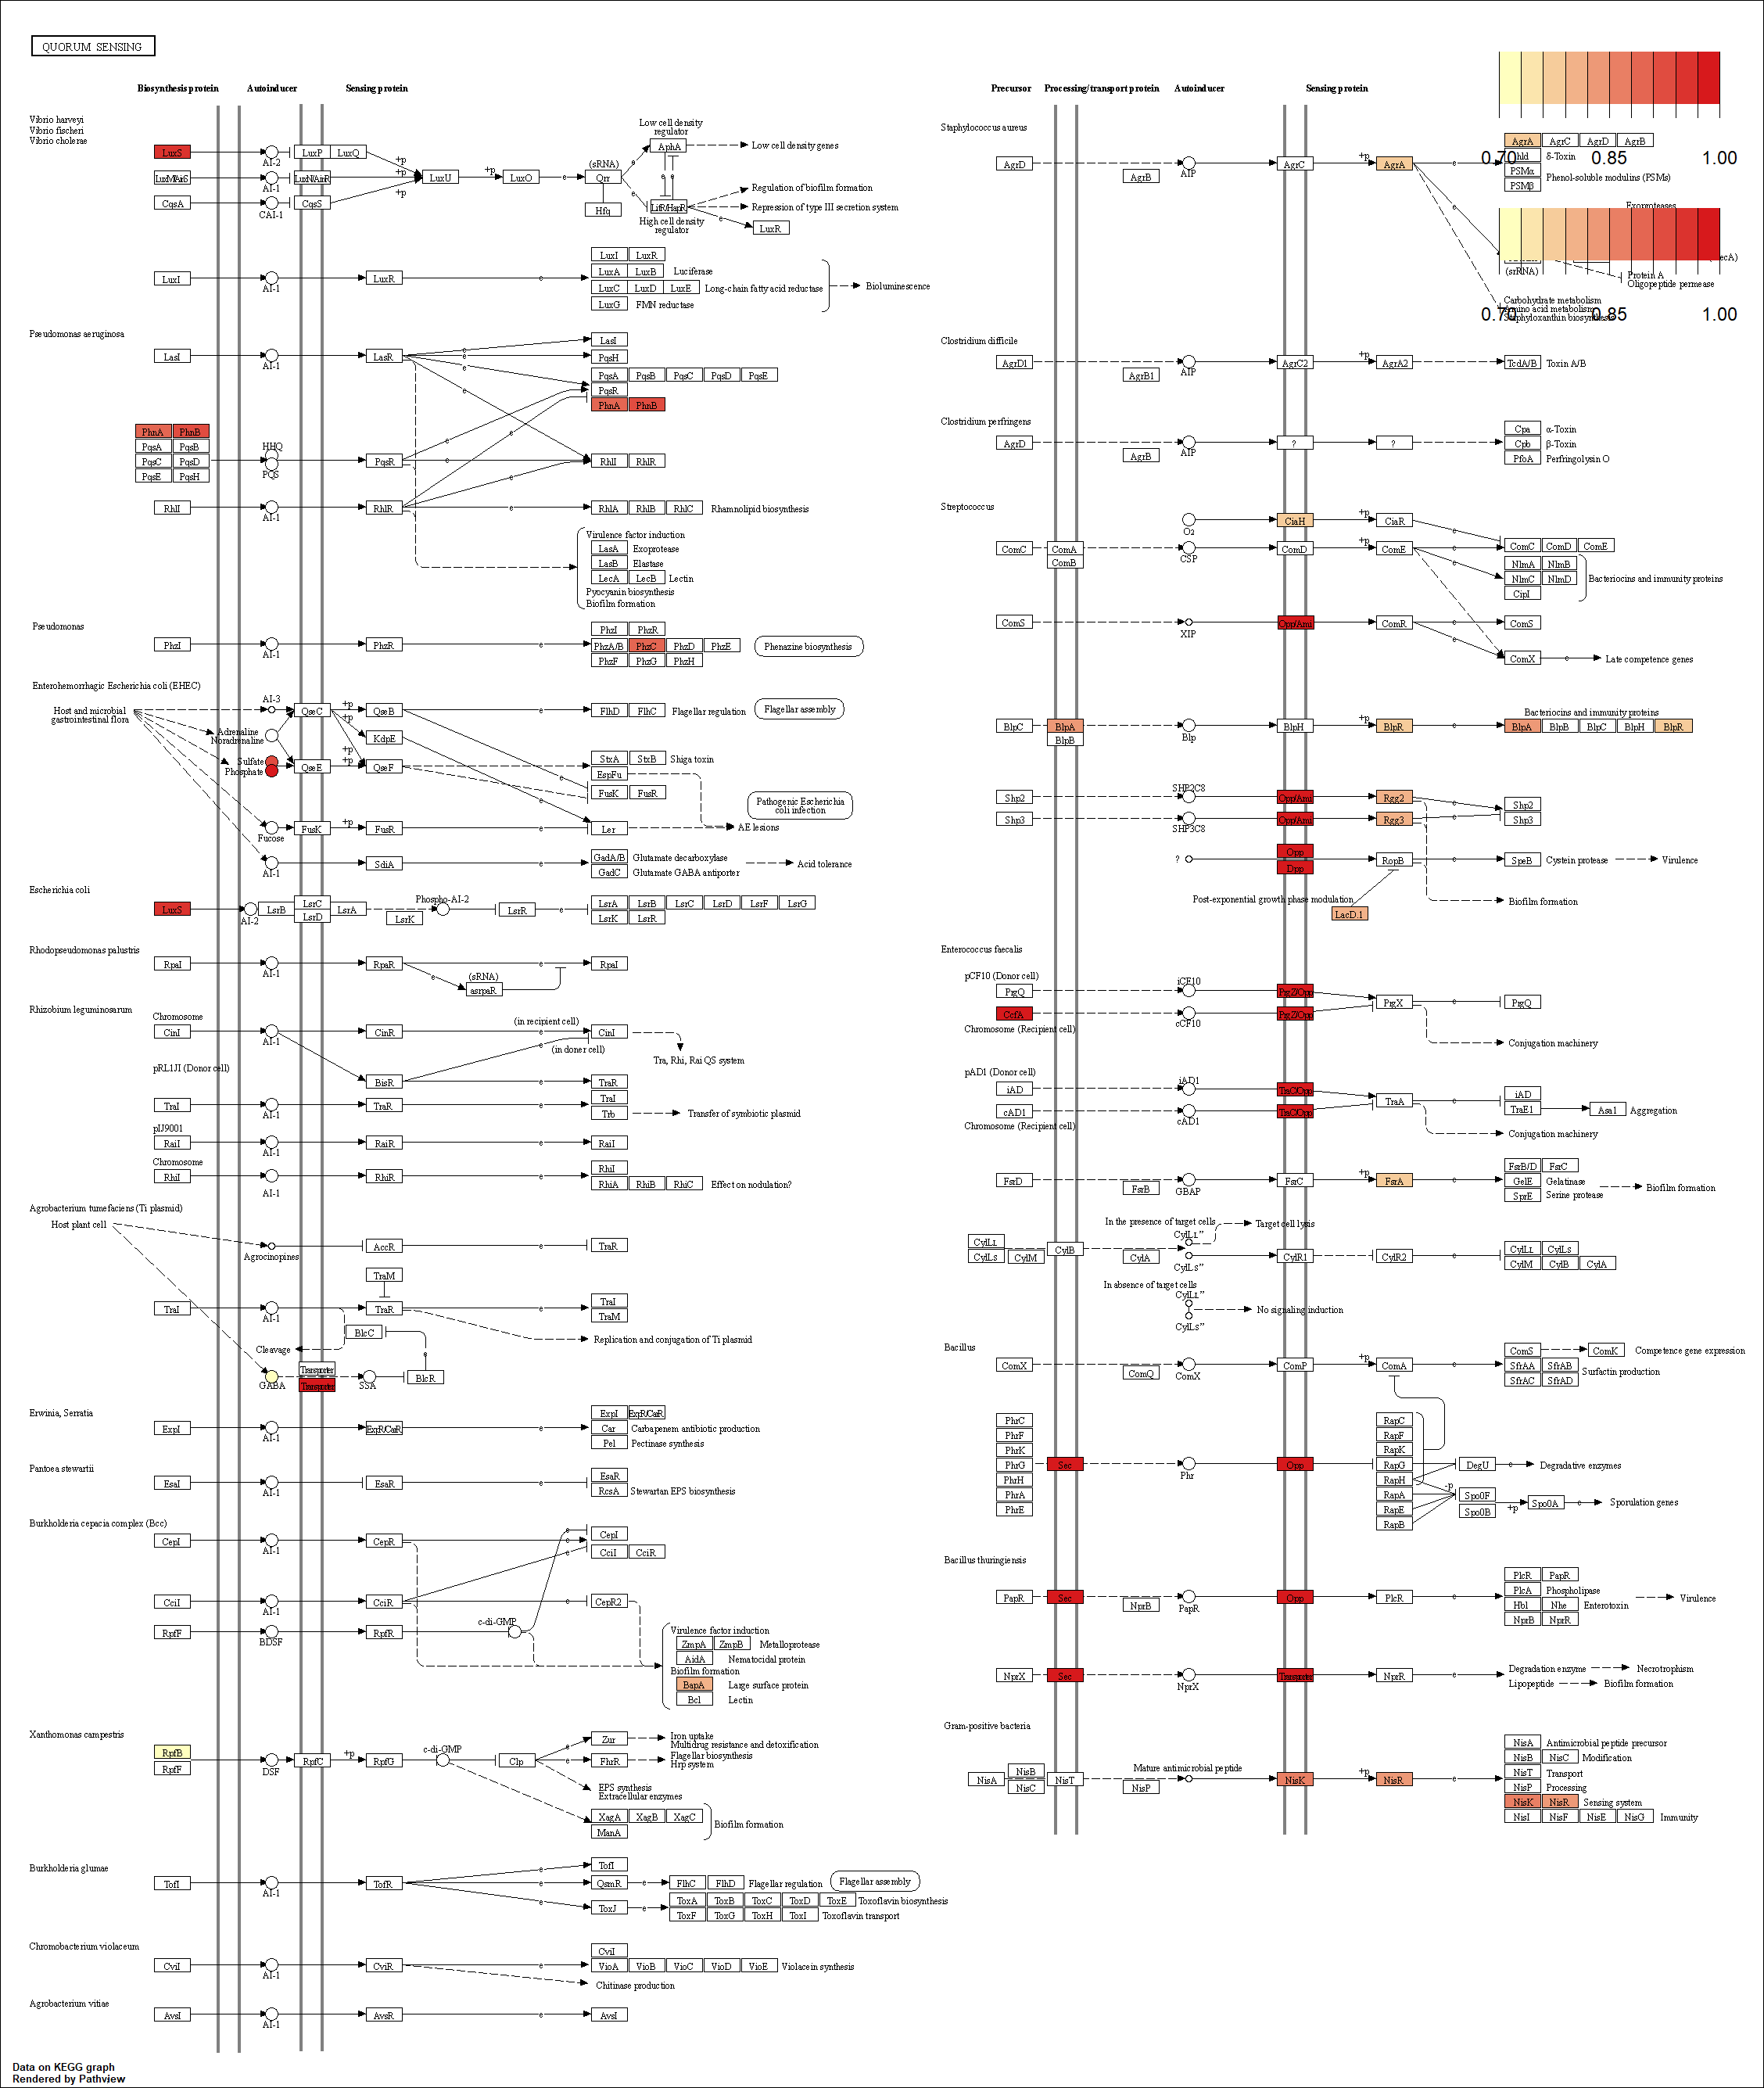 QUORUM SENSING
Biosynthesis protein
Autoinducer
Sensing protein
Vibrio harveyi
Vibrio fischeri
Vibrio cholerae
LuxS
AI-2
LuxP
LuxQ
+p
AI-1
+p
CqsA
CAI-1
CqsS
+p
LuxU
+p
LuxO
e
(sRNA)
Qrr
Hfq
Low cell density
regulator
AphA
Low cell density genes
e
e
e
e
Regulation of biofilm formation
Repression of type III secretion system
High cell density
regulator
e
LuxR
LuxI
AI-1
LuxR
e
LuxI LuxR
LuxA LuxB Luciferase
LuxC LuxD LuxE Long-chain fatty acid reductase
LuxG FMN reductase
Bioluminescence
Pseudomonas aeruginosa
LasI
AI-1
LasR
e
e
e
e
LasI
PqsH
PqsA PqsB PqsC PqsD PqsE
PqsR
PhnA PhnB
PhnA PhnB
PqsA PqsB
PqsC PqsD
PqsE PqsH
HHQ
PQS
PqsR
e
e
e
e
RhlI RhlR
RhlI
AI-1
RhlR
e
RhlA RhlB RhlC Rhamnolipid biosynthesis
Virulence factor induction
LasA Exoprotease
LasB Elastase
LecA LecB Lectin
Pyocyanin biosynthesis
Biofilm formation
Pseudomonas
PhzI
AI-1
PhzR
e
PhzI PhzR
PhzA/B PhzC PhzD PhzE
PhzF PhzG PhzH
Phenazine biosynthesis
Enterohemorrhagic Escherichia coli (EHEC)
Host and microbial
gastrointestinal flora
AI-3
Adrenaline
Noradrenaline
Sulfate
Phosphate
Fucose
AI-1
QseC
+p
+p
QseB
KdpE
QseE
+p
+p
QseF
FusK
+p
FusR
SdiA
e
e
e
e
e
FlhD FlhC Flagellar regulation
Flagellar assembly
StxA StxB Shiga toxin
EspFu
FusK FusR
Pathogenic Escherichia
coli infection
Ler
AE lesions
GadA/B Glutamate decarboxylase
GadC Glutamate GABA antiporter
Acid tolerance
Escherichia coli
LuxS
AI-2
LsrB
LsrC
LsrD
LsrA
LsrK
Phospho-AI-2
LsrR
e
LsrA LsrB LsrC LsrD LsrF LsrG
LsrK LsrR
Rhodopseudomonas palustris
RpaI
AI-1
RpaR
e
e
(sRNA)
asrpaR
RpaI
Rhizobium leguminosarum
Chromosome
CinI
AI-1
CinR
e
(in recipient cell)
CinI
e
(in doner cell)
Tra, Rhi, Rai QS system
pRL1JI (Donor cell)
BisR
e
TraR
TraI
AI-1
TraR
e
TraI
Trb
Transfer of symbiotic plasmid
pIJ9001
RaiI
AI-1
RaiR
e
RaiI
Chromosome
RhiI
AI-1
RhiR
e
RhiI
RhiA RhiB RhiC Effect on nodulation?
Agrobacterium tumefaciens (Ti plasmid)
Host plant cell
Agrocinopines
AccR
e
TraR
TraM
TraI
AI-1
TraR
e
TraI
TraM
Replication and conjugation of Ti plasmid
BlcC
Cleavage
e
GABA
Transporter
Transporter
SSA
BlcR
Erwinia, Serratia
ExpI
AI-1
ExpR/CarR
e
ExpI ExpR/CarR
Car Carbapenem antibiotic production
Pel Pectinase synthesis
Pantoea stewartii
EsaI
AI-1
EsaR
e
EsaR
RcsA Stewartan EPS biosynthesis
Burkholderia cepacia complex (Bcc)
CepI
AI-1
CepR
e
e
e
CepI
CciI CciR
CciI
AI-1
CciR
e
CepR2
RpfF
BDSF
RpfR
c-di-GMP
Virulence factor induction
ZmpA ZmpB Metalloprotease
AidA Nematocidal protein
Biofilm formation
BapA Large surface protein
Bcl Lectin
Xanthomonas campestris
RpfB
RpfF
DSF
RpfC
+p
RpfG
c-di-GMP
Clp
e
e
Zur
FhrR
Iron uptake
Multidrug resistance and detoxification
Flagellar biosynthesis
Hrp system
EPS synthesis
Extracellular enzymes
XagA XagB XagC
ManA
Biofilm formation
Burkholderia glumae
TofI
AI-1
TofR
e
e
e
TofI
QsmR
e
FlhC FlhD Flagellar regulation
Flagellar assembly
ToxJ
e
ToxA ToxB ToxC ToxD ToxE Toxoflavin biosynthesis
ToxF ToxG ToxH ToxI Toxoflavin transport
Chromobacterium violaceum
CviI
AI-1
CviR
e
CviI
VioA VioB VioC VioD VioE Violacein synthesis
Chitinase production
Agrobacterium vitiae
AvsI
AI-1
AvsR
e
AvsI
Data on KEGG graph
Rendered by Pathview
Precursor
Processing/transport protein
Autoinducer
Sensing protein
0.70 0.85 1.00
0.70 0.85 1.00
Staphylococcus aureus
AgrD
AgrB
AIP
AgrC
+p
AgrA
e
e
AgrA AgrC AgrD AgrB
hld δ-Toxin
PSMα
PSMβ
Phenol-soluble modulins (PSMs)
Exoproteases
(srRNA)
Protein A
Oligopeptide permease
Carbohydrate metabolism
Amino acid metabolism
Staphyloxanthin biosynthesis
Clostridium difficile
AgrD1
AgrB1
AIP
AgrC2
+p
AgrA2
TcdA/B Toxin A/B
Clostridium perfringens
AgrD
AgrB
AIP
?
?
Cpa α-Toxin
Cpb β-Toxin
PfoA Perfringolysin O
Streptococcus
O2
CiaH
+p
CiaR
e
ComC
ComA
ComB
CSP
ComD
+p
ComE
e
e
ComC ComD ComE
NlmA NlmB
NlmC NlmD
CipI
Bacteriocins and immunity proteins
ComS
XIP
Opp/Ami
ComR
e
e
ComS
ComX
e
Late competence genes
BlpC
BlpA
BlpB
Blp
BlpH
+p
BlpR
e
Bacteriocins and immunity proteins
BlpA BlpB BlpC BlpH BlpR
Shp2
SHP2C8
Opp/Ami
Rgg2
e
Shp2
Shp3
SHP3C8
Opp/Ami
Rgg3
e
Shp3
?
Opp
Dpp
RopB
e
SpeB Cystein protease
Virulence
Post-exponential growth phase modulation
LacD.1
Biofilm formation
Enterococcus faecalis
pCF10 (Donor cell)
PrgQ
iCF10
PrgZ/Opp
PrgX
e
PrgQ
CcfA
cCF10
PrgZ/Opp
Chromosome (Recipient cell)
Conjugation machinery
pAD1 (Donor cell)
iAD
iAD1
TraC/Opp
TraA
e
iAD
TraE1
Asa1 Aggregation
cAD1
cAD1
TraC/Opp
Chromosome (Recipient cell)
Conjugation machinery
FsrD
FsrB
GBAP
FsrC
+p
FsrA
e
FsrB/D FsrC
GelE Gelatinase
SprE Serine protease
Biofilm formation
In the presence of target cells
Target cell lysis
CylLL
CylLS
CylM
CylB
CylA
CylLL"
CylLS"
CylR1
CylR2
e
CylLL CylLS
CylM CylB CylA
In absence of target cells
CylLL"
CylLS"
No signaling induction
Bacillus
ComX
ComQ
ComX
ComP
+p
ComA
e
ComS
ComK Competence gene expression
SrfAA SrfAB
SrfAC SrfAD
Surfactin production
PhrC
PhrF
PhrK
PhrG
PhrH
PhrA
PhrE
Sec
Phr
Opp
RapC
RapF
RapK
RapG
RapH
RapA
RapE
RapB
DegU
e
Degradative enzymes
-p
Spo0F
Spo0B
+p
Spo0A
e
Sporulation genes
Bacillus thuringiensis
PapR
Sec
NprB
PapR
Opp
PlcR
e
PlcR PapR
PlcA Phospholipase
Hbl Nhe Enterotoxin
NprB NprR
Virulence
NprX
Sec
NprX
Transporter
NprR
e
Degradation enzyme
Necrotrophism
Lipopeptide
Biofilm formation
Gram-positive bacteria
NisA
NisB
NisC
NisT
NisP
Mature antimicrobial peptide
NisK
+p
NisR
e
NisA Antimicrobial peptide precursor
NisB NisC Modification
NisT Transport
NisP Processing
NisK NisR Sensing system
NisI NisF NisE NisG Immunity